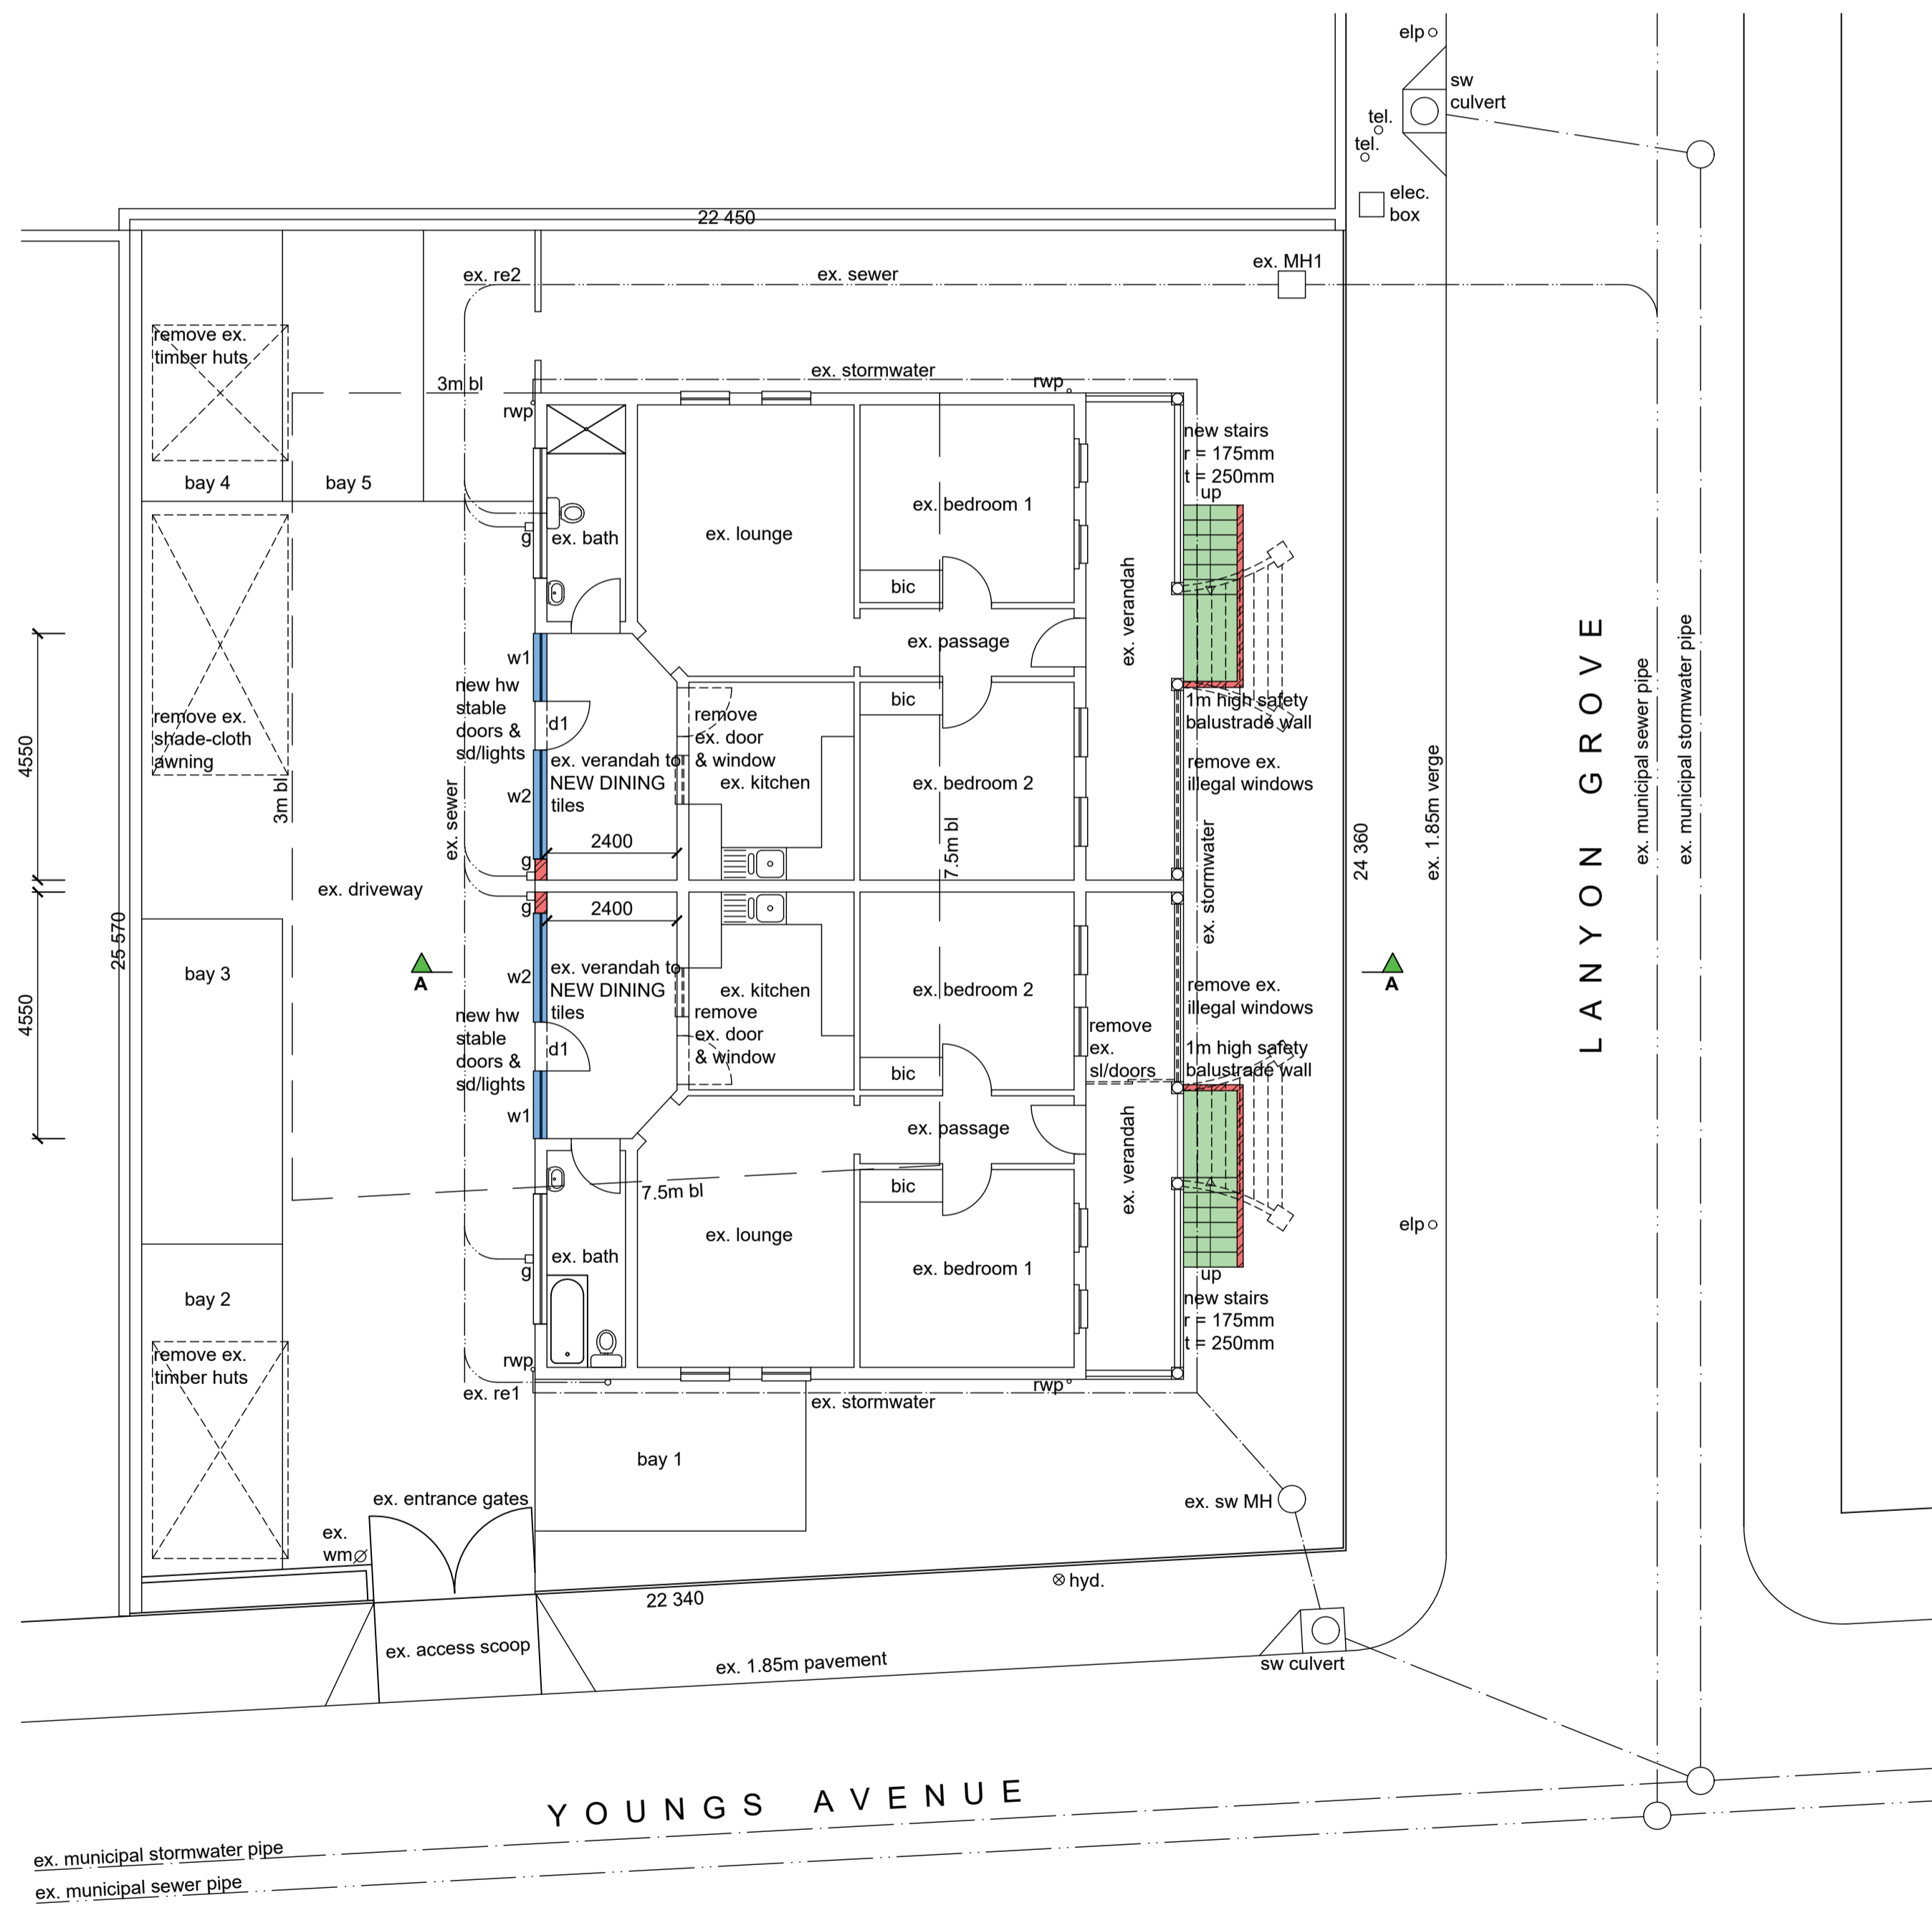 elp
sw
culvert
tel.
tel.
elec.
box
22 450
ex. re2
ex. sewer
ex. MH1
remove ex.
timber huts
3m bl
ex. stormwater
rwp
rwp
new stairs
r = 175mm
t = 250mm
up
bay 4
bay 5
g
ex. bath
ex. lounge
ex. bedroom 1
bic
ex. passage
ex. verandah
w1
new hw
stable
doors &
sd/lights
d1
remove
ex. door
& window
bic
1m high safety
balustrade wall
remove ex.
shade-cloth
awning
3m bl
4550
ex. verandah to
NEW DINING
tiles
w2
ex. kitchen
ex. bedroom 2
remove ex.
illegal windows
ex. sewer
2400
g
7.5m bl
ex. stormwater
24 360
ex. 1.85m verge
LANYON GROVE
ex. municipal sewer pipe
ex. municipal stormwater pipe
ex. driveway
g
2400
25 570
bay 3
A
w2
ex. verandah to
NEW DINING
tiles
ex. kitchen
ex. bedroom 2
remove ex.
illegal windows
A
4550
new hw
stable
doors &
sd/lights
d1
remove
ex. door
& window
bic
remove
ex.
sl/doors
1m high safety
balustrade wall
w1
ex. passage
ex. verandah
7.5m bl
bic
elp
ex. lounge
ex. bath
g
ex. bedroom 1
up
bay 2
new stairs
r = 175mm
t = 250mm
remove ex.
timber huts
rwp
ex. re1
rwp
ex. stormwater
bay 1
ex. entrance gates
ex. sw MH
ex.
wm
hyd.
22 340
ex. access scoop
ex. 1.85m pavement
sw culvert
YOUNGS AVENUE
ex. municipal stormwater pipe
ex. municipal sewer pipe